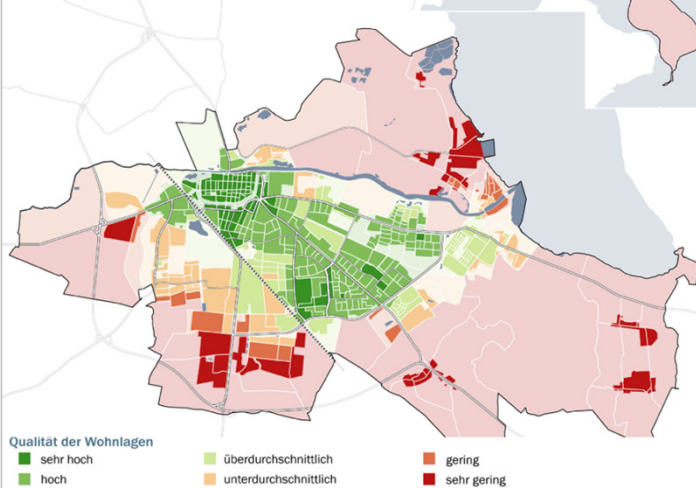 Qualität der Wohnlagen
sehr hoch
hoch
überdurchschnittlich
unterdurchschnittlich
gering
sehr gering